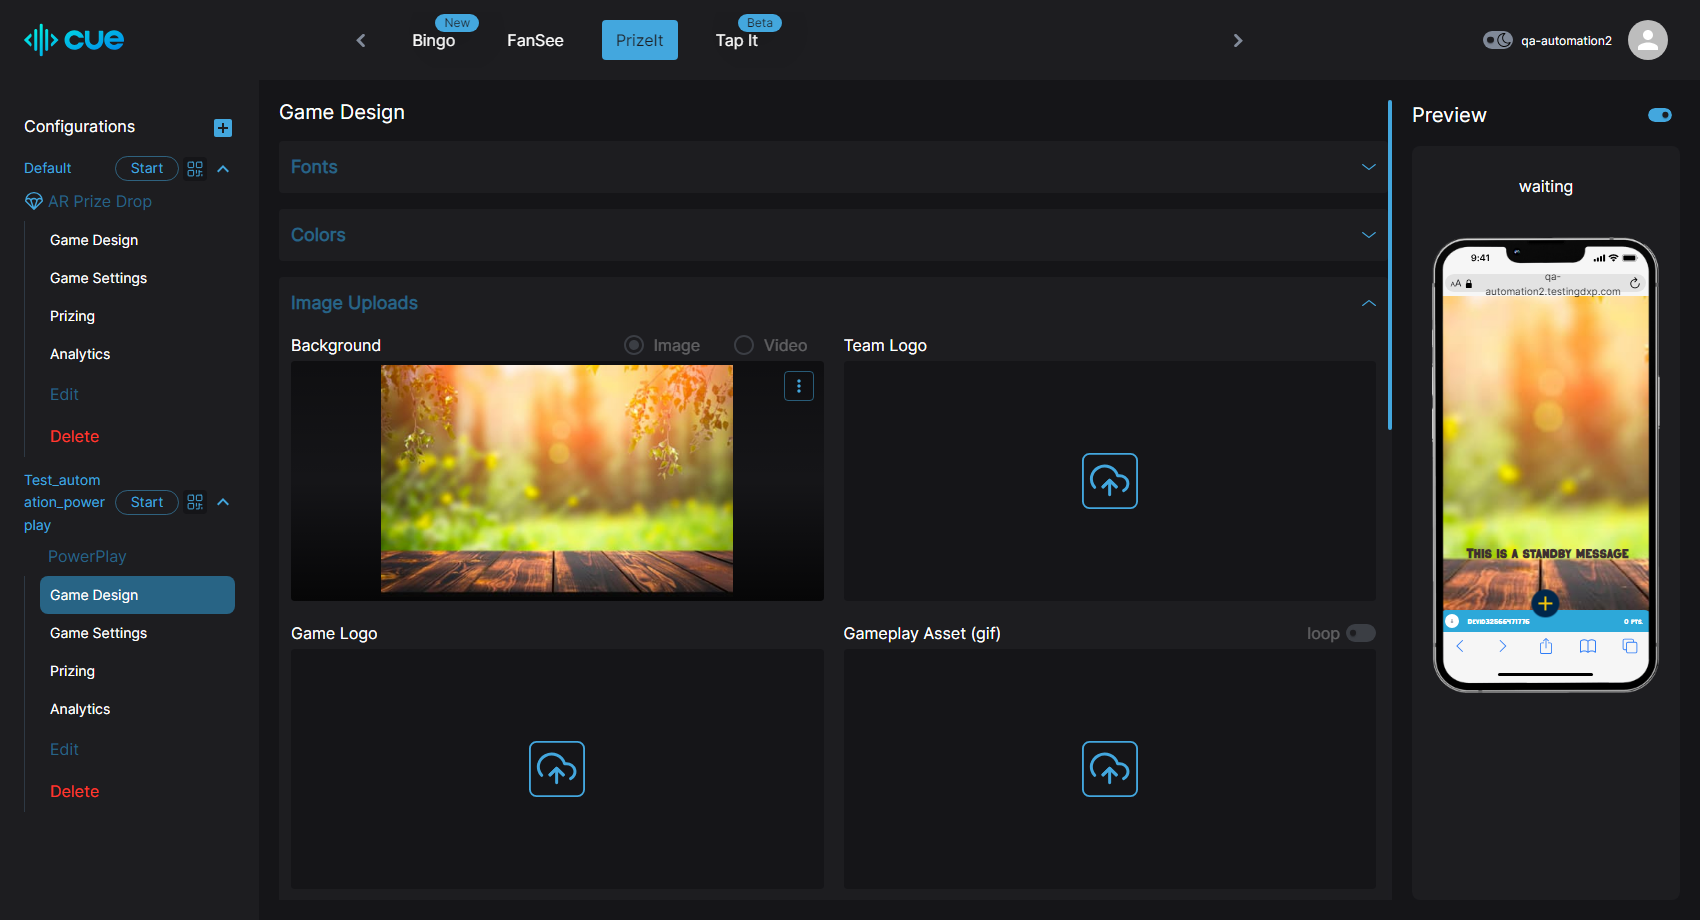 cue
New
Bingo
FanSee
PrizeIt
Beta
Tap It
qa-automation2
Configurations
Default
Start
AR Prize Drop
Game Design
Game Settings
Prizing
Analytics
Edit
Delete
Test_autom
ation_power
play
Start
PowerPlay
Game Design
Game Settings
Prizing
Analytics
Edit
Delete
Game Design
Fonts
Colors
Image Uploads
Background
Image
Video
Team Logo
Game Logo
Gameplay Asset (gif)
loop
Preview
waiting
9:41
AA
qa-
automation2.testingdxp.com
This is a standby message
0 PTS.